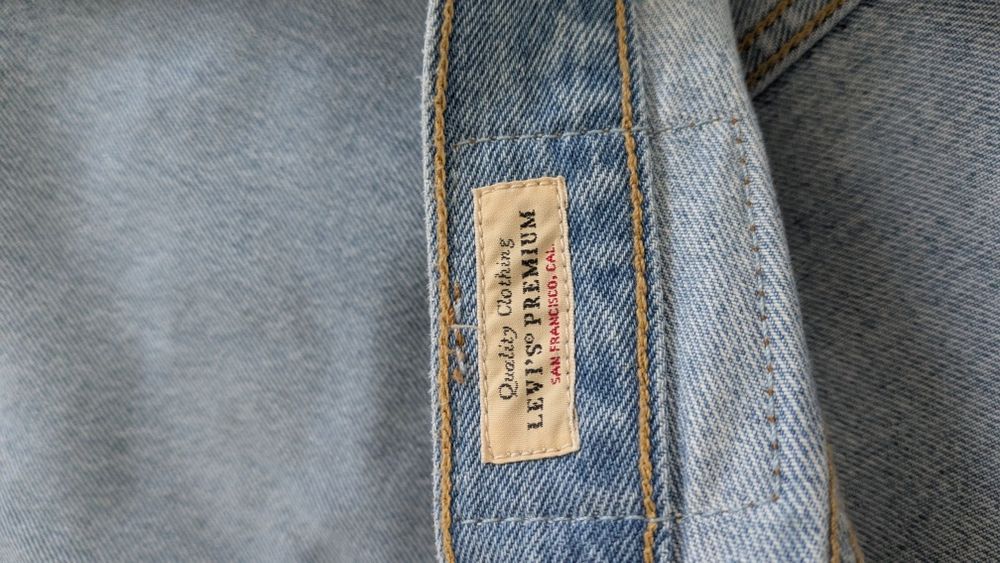 Quality Clothing
LEVI'S® PREMIUM
SAN FRANCISCO, CAL.